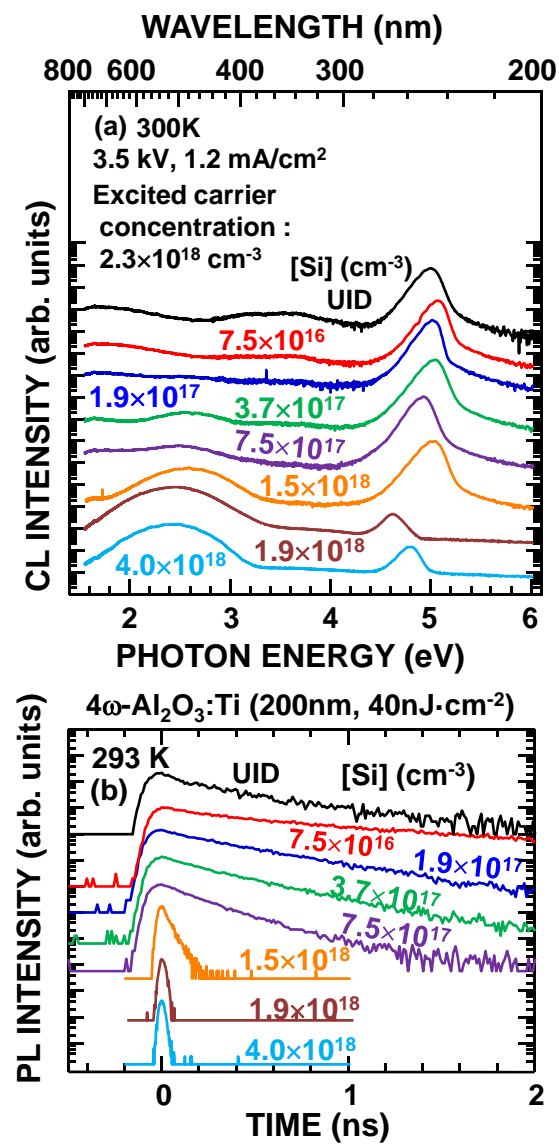 WAVELENGTH (nm)
800 600 400 300 200
(a) 300K
3.5 kV, 1.2 mA/cm²
Excited carrier
concentration :
2.3×10¹⁸ cm⁻³
[Si] (cm⁻³)
UID
7.5×10¹⁶
1.9×10¹⁷
3.7×10¹⁷
7.5×10¹⁷
1.5×10¹⁸
1.9×10¹⁸
4.0×10¹⁸
CL INTENSITY (arb. units)
2 3 4 5 6
PHOTON ENERGY (eV)
4ω-Al₂O₃:Ti (200nm, 40nJ·cm⁻²)
293 K
(b)
UID [Si] (cm⁻³)
7.5×10¹⁶
1.9×10¹⁷
3.7×10¹⁷
7.5×10¹⁷
1.5×10¹⁸
1.9×10¹⁸
4.0×10¹⁸
PL INTENSITY (arb. units)
0 1 2
TIME (ns)